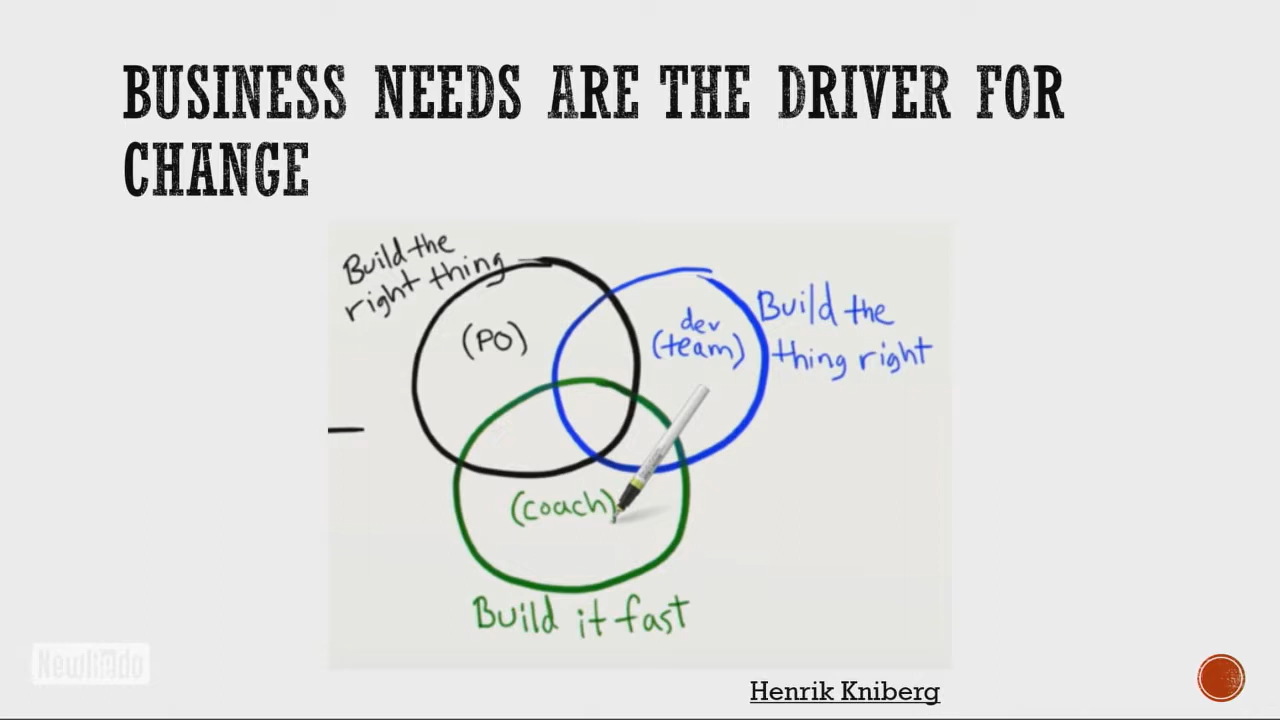 BUSINESS NEEDS ARE THE DRIVER FOR
CHANGE
Build the
right thing
(PO)
dev
(team)
Build the
thing right
(coach)
Build it fast
Henrik Kniberg